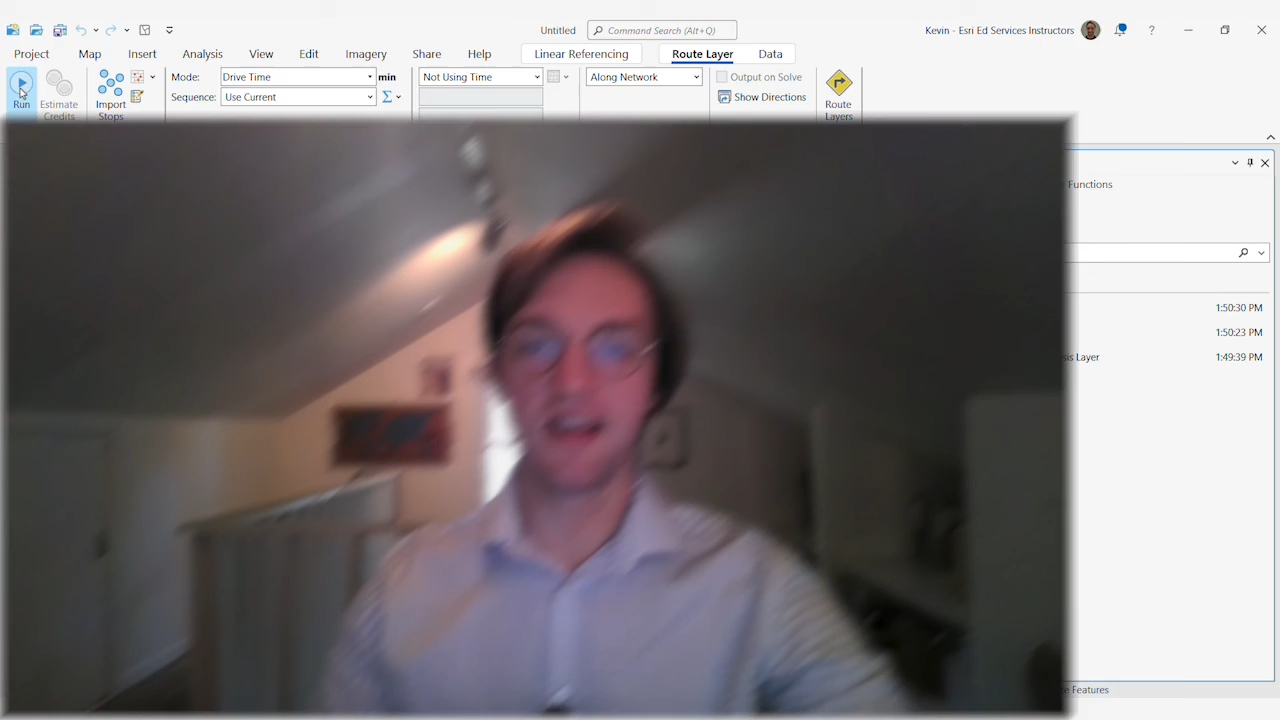 Untitled
Command Search (Alt+Q)
Kevin - Esri Ed Services Instructors
?
Project Map Insert Analysis View Edit Imagery Share Help Linear Referencing Route Layer Data
Run
Estimate Credits
Import Stops
Mode: Drive Time min
Sequence: Use Current
Not Using Time
Along Network
Output on Solve
Show Directions
Route Layers
Functions
1:50:30 PM
1:50:23 PM
Layer 1:49:39 PM
Features